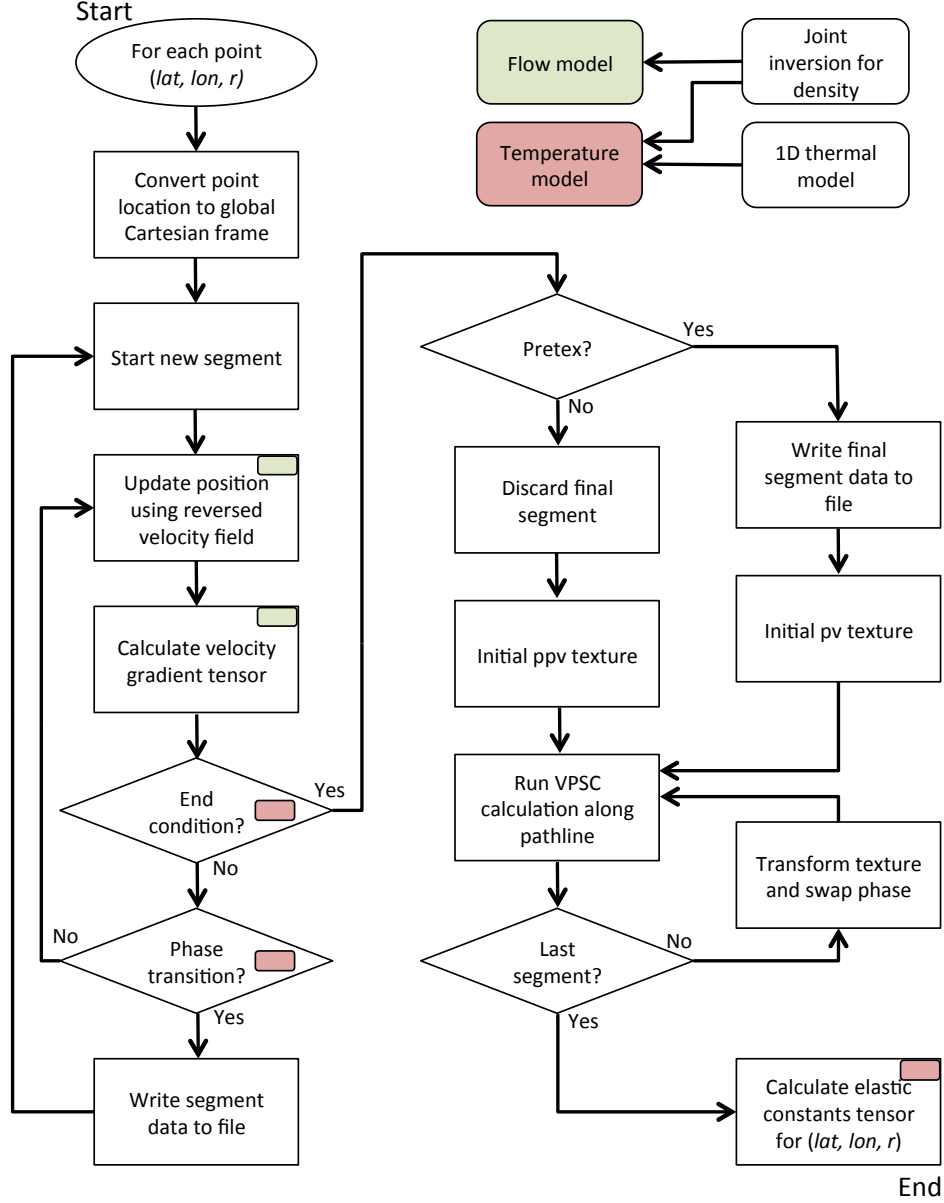 Start
For each point
(lat, lon, r)
Convert point
location to global
Cartesian frame
Start new segment
Update position
using reversed
velocity field
Calculate velocity
gradient tensor
End
condition?
Yes
No
Phase
transition?
No
Yes
Write segment
data to file
Flow model
Joint
inversion for
density
Temperature
model
1D thermal
model
Pretex?
Yes
No
Discard final
segment
Write final
segment data to
file
Initial ppv texture
Initial pv texture
Run VPSC
calculation along
pathline
Transform texture
and swap phase
Last
segment?
No
Yes
Calculate elastic
constants tensor
for (lat, lon, r)
End